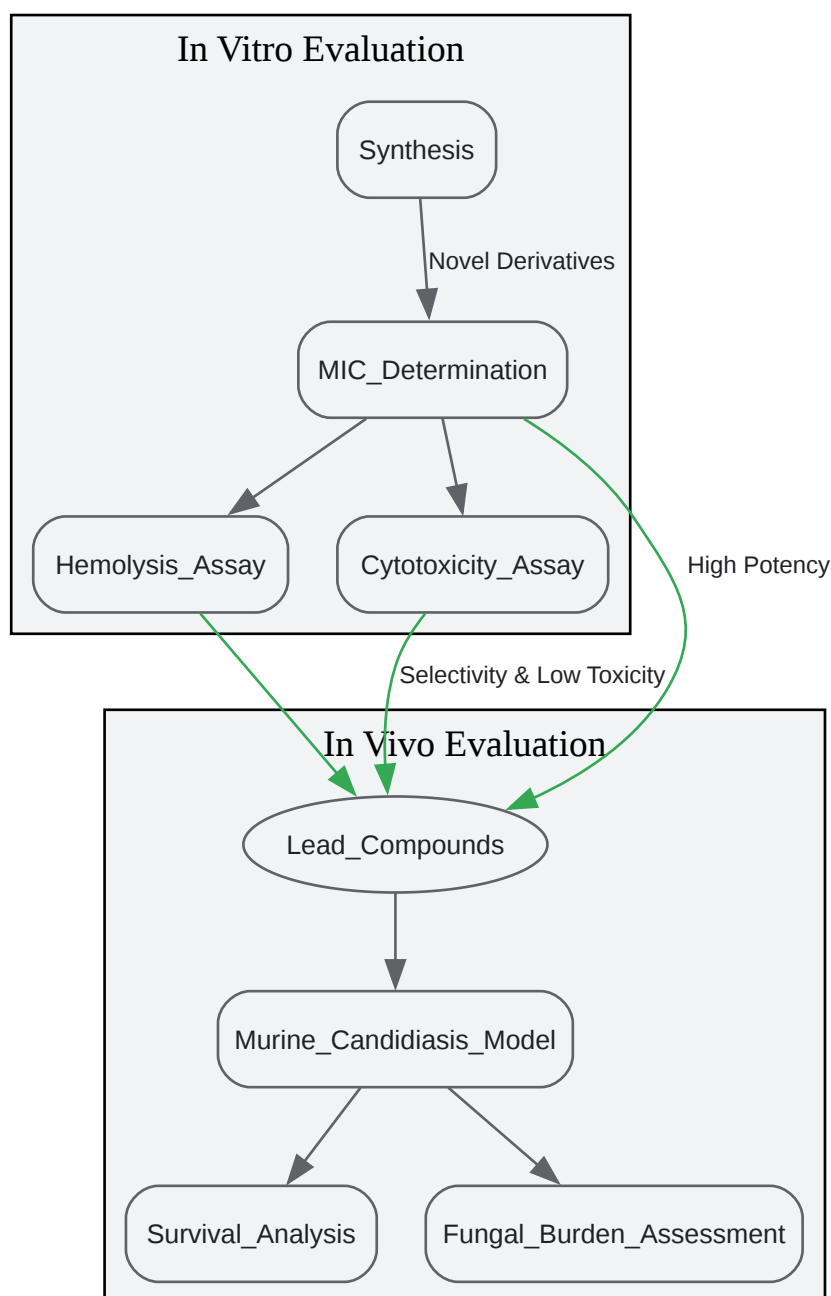 In Vitro Evaluation
Synthesis
Novel Derivatives
MIC_Determination
Hemolysis_Assay
Cytotoxicity_Assay
High Potency
Selectivity & Low Toxicity
In Vivo Evaluation
Lead_Compounds
Murine_Candidiasis_Model
Survival_Analysis
Fungal_Burden_Assessment